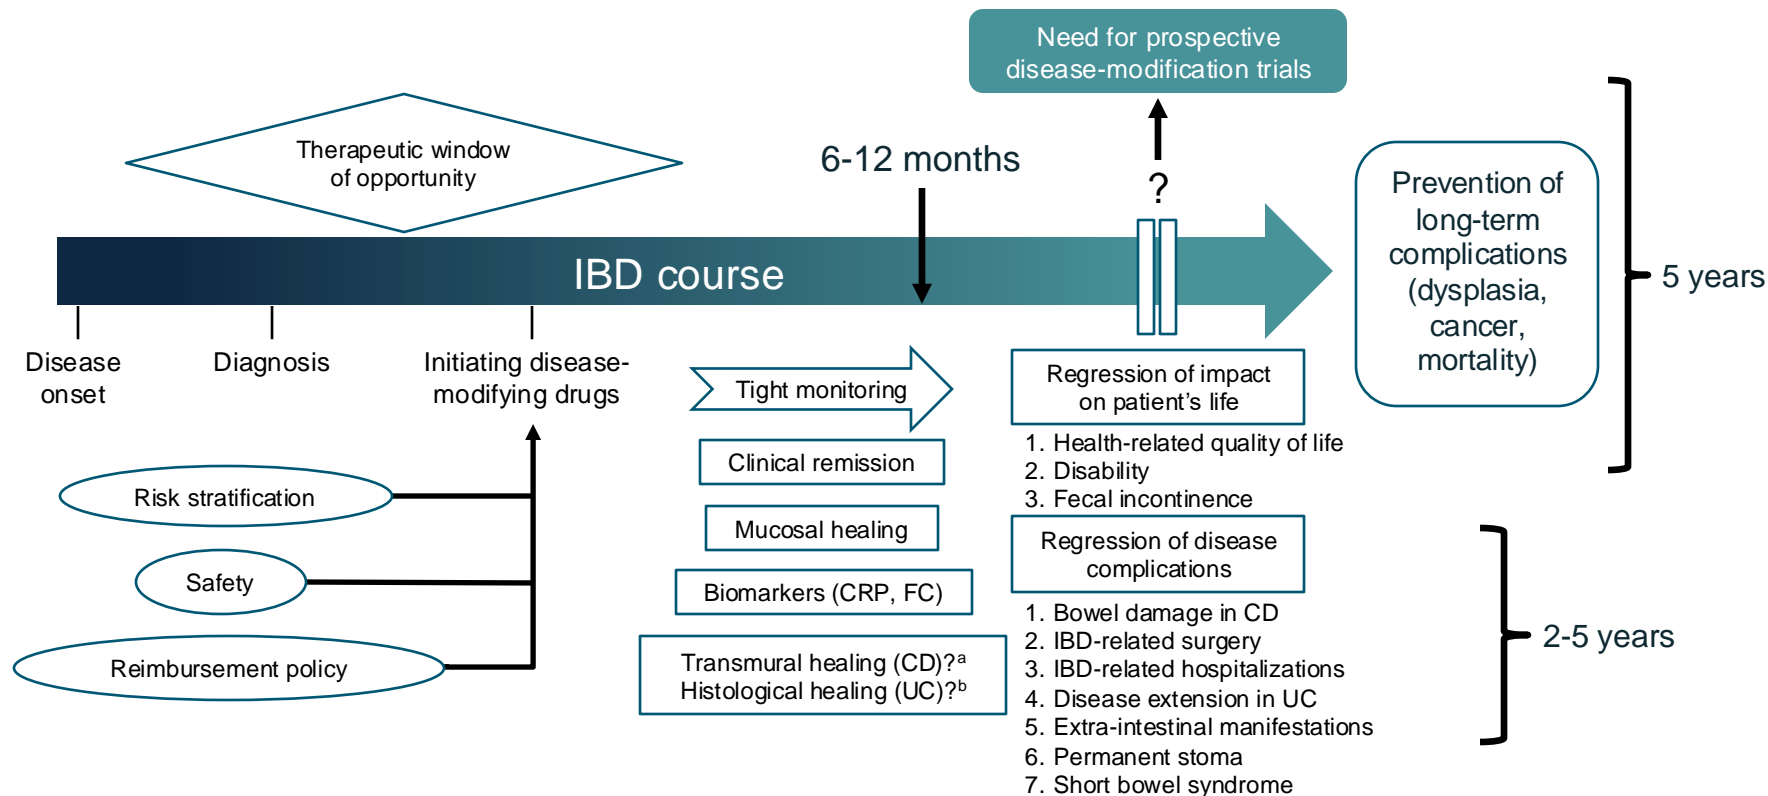 Need for prospective
disease-modification trials
Therapeutic window
of opportunity
6-12 months
?
Prevention of
long-term
complications
(dysplasia,
cancer,
mortality)
5 years
IBD course
Disease
onset
Diagnosis
Initiating disease-
modifying drugs
Risk stratification
Safety
Reimbursement policy
Tight monitoring
Clinical remission
Mucosal healing
Biomarkers (CRP, FC)
Transmural healing (CD)?ᵃ
Histological healing (UC)?ᵇ
Regression of impact
on patient's life
1. Health-related quality of life
2. Disability
3. Fecal incontinence
Regression of disease
complications
1. Bowel damage in CD
2. IBD-related surgery
3. IBD-related hospitalizations
4. Disease extension in UC
5. Extra-intestinal manifestations
6. Permanent stoma
7. Short bowel syndrome
2-5 years